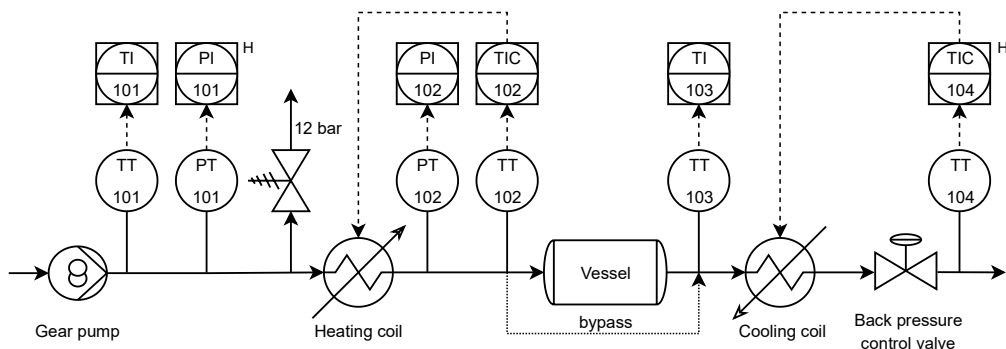 TI
101
PI
101
H
PI
102
TIC
102
TI
103
TIC
104
H
12 bar
TT
101
PT
101
PT
102
TT
102
TT
103
TT
104
Vessel
bypass
Gear pump
Heating coil
Cooling coil
Back pressure
control valve